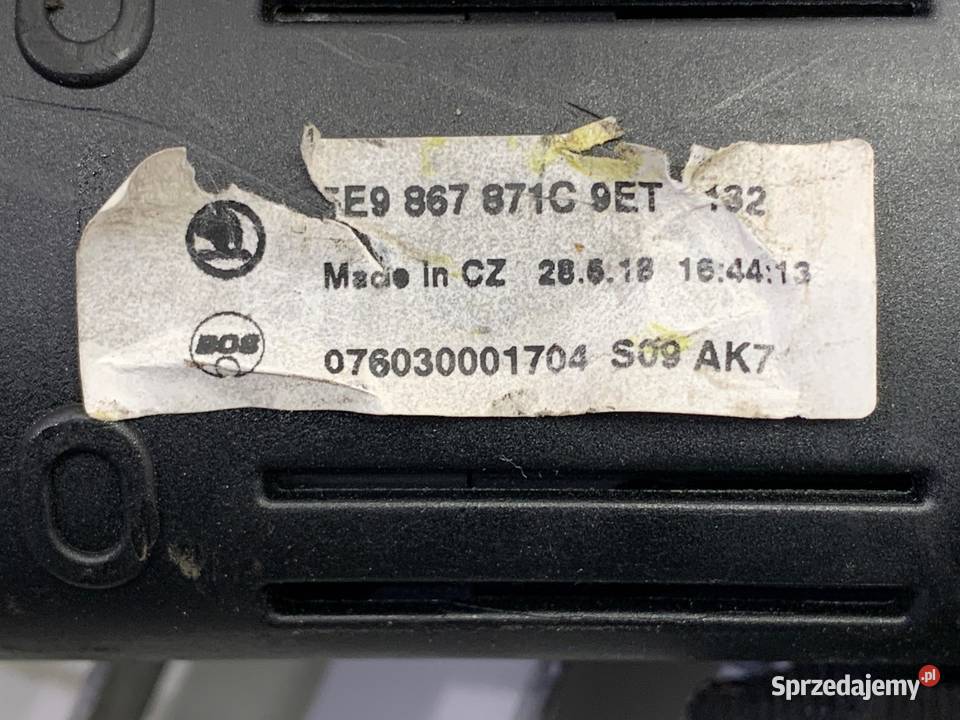 5E9 867 871C 9ET 132
Made in CZ 28.6.18 16:44:13
BOS
076030001704 S09 AK7
Sprzedajemy.pl